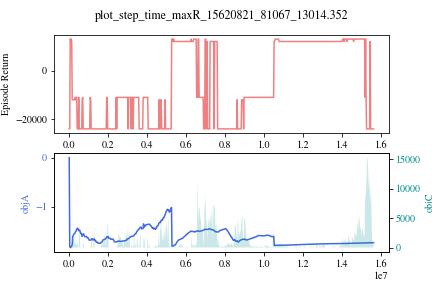 plot_step_time_maxR_15620821_81067_13014.352
Episode Return
0
−20000
0.0 0.2 0.4 0.6 0.8 1.0 1.2 1.4 1.6
objA
0
−1
15000
10000
5000
0
objC
0.0 0.2 0.4 0.6 0.8 1.0 1.2 1.4 1.6
1e7